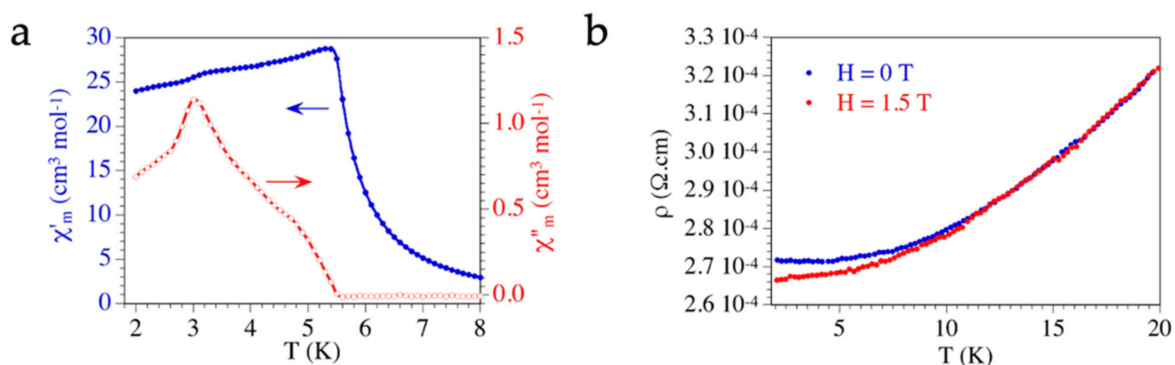 a
χ'ₘ (cm³ mol⁻¹)
30
25
20
15
10
5
0
1.5
1.0
0.5
0.0
χ"ₘ (cm³ mol⁻¹)
2 3 4 5 6 7 8
T (K)
b
ρ (Ω.cm)
3.3 10⁻⁴
3.2 10⁻⁴
3.1 10⁻⁴
3.0 10⁻⁴
2.9 10⁻⁴
2.8 10⁻⁴
2.7 10⁻⁴
2.6 10⁻⁴
H = 0 T
H = 1.5 T
5 10 15 20
T (K)